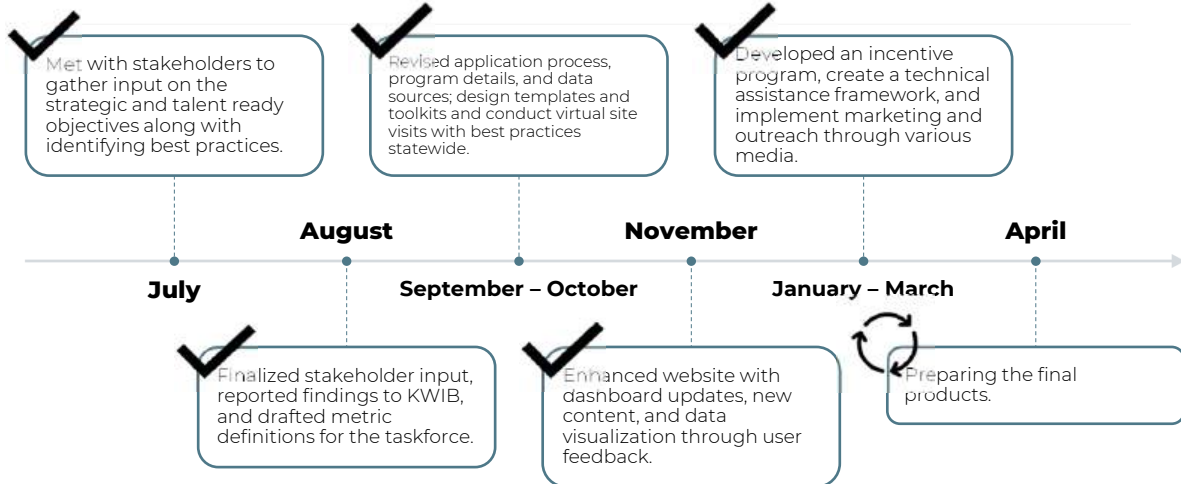 Met with stakeholders to
gather input on the
strategic and talent ready
objectives along with
identifying best practices.
Revised application process,
program details, and data
sources; design templates and
toolkits and conduct virtual site
visits with best practices
statewide.
Developed an incentive
program, create a technical
assistance framework, and
implement marketing and
outreach through various
media.
August
November
April
July
September – October
January – March
Finalized stakeholder input,
reported findings to KWIB,
and drafted metric
definitions for the taskforce.
Enhanced website with
dashboard updates, new
content, and data
visualization through user
feedback.
Preparing the final
products.